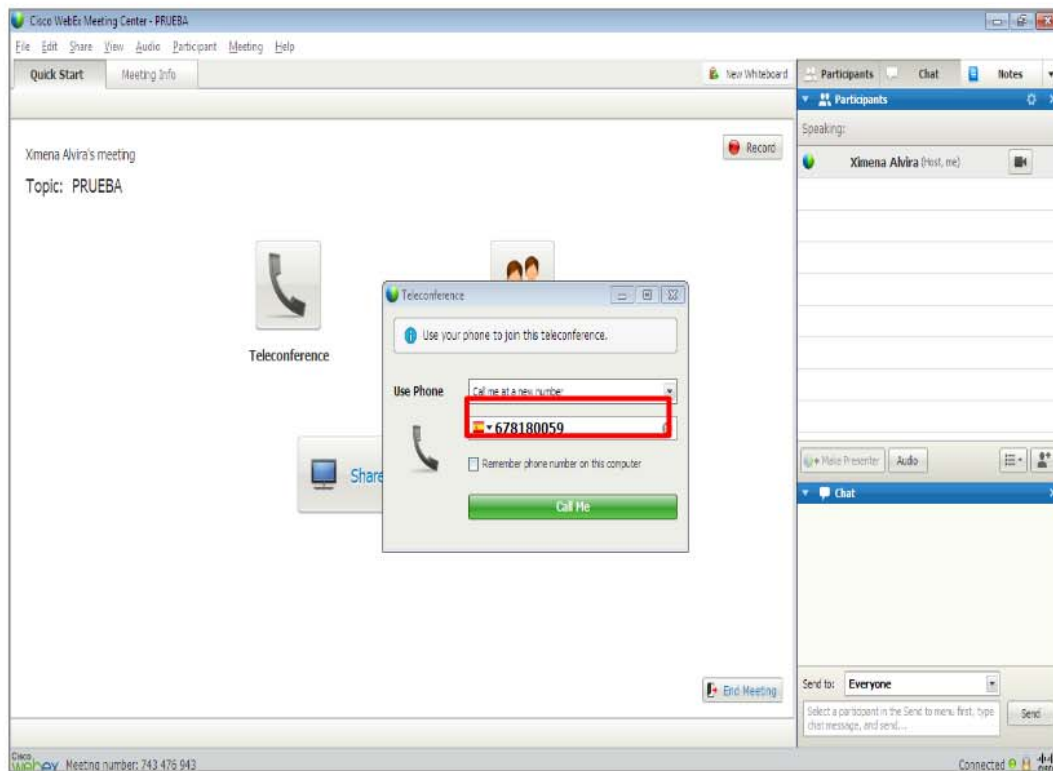 Cisco WebEx Meeting Center - PRUEBA
File Edit Share View Audio Participant Meeting Help
Quick Start Meeting Info New Whiteboard
Participants Chat Notes
Participants
Speaking:
Ximena Alvira (Host, me)
Record
Ximena Alvira's meeting
Topic: PRUEBA
Teleconference
Share
Teleconference
Use your phone to join this teleconference.
Use Phone Call me at a new number
678180059
Remember phone number on this computer
Call Me
Make Presenter Audio
Chat
End Meeting
Send to: Everyone
Select a participant in the Send to menu first, type
chat message, and send...
Send
Cisco
webex Meeting number: 743 476 943
Connected